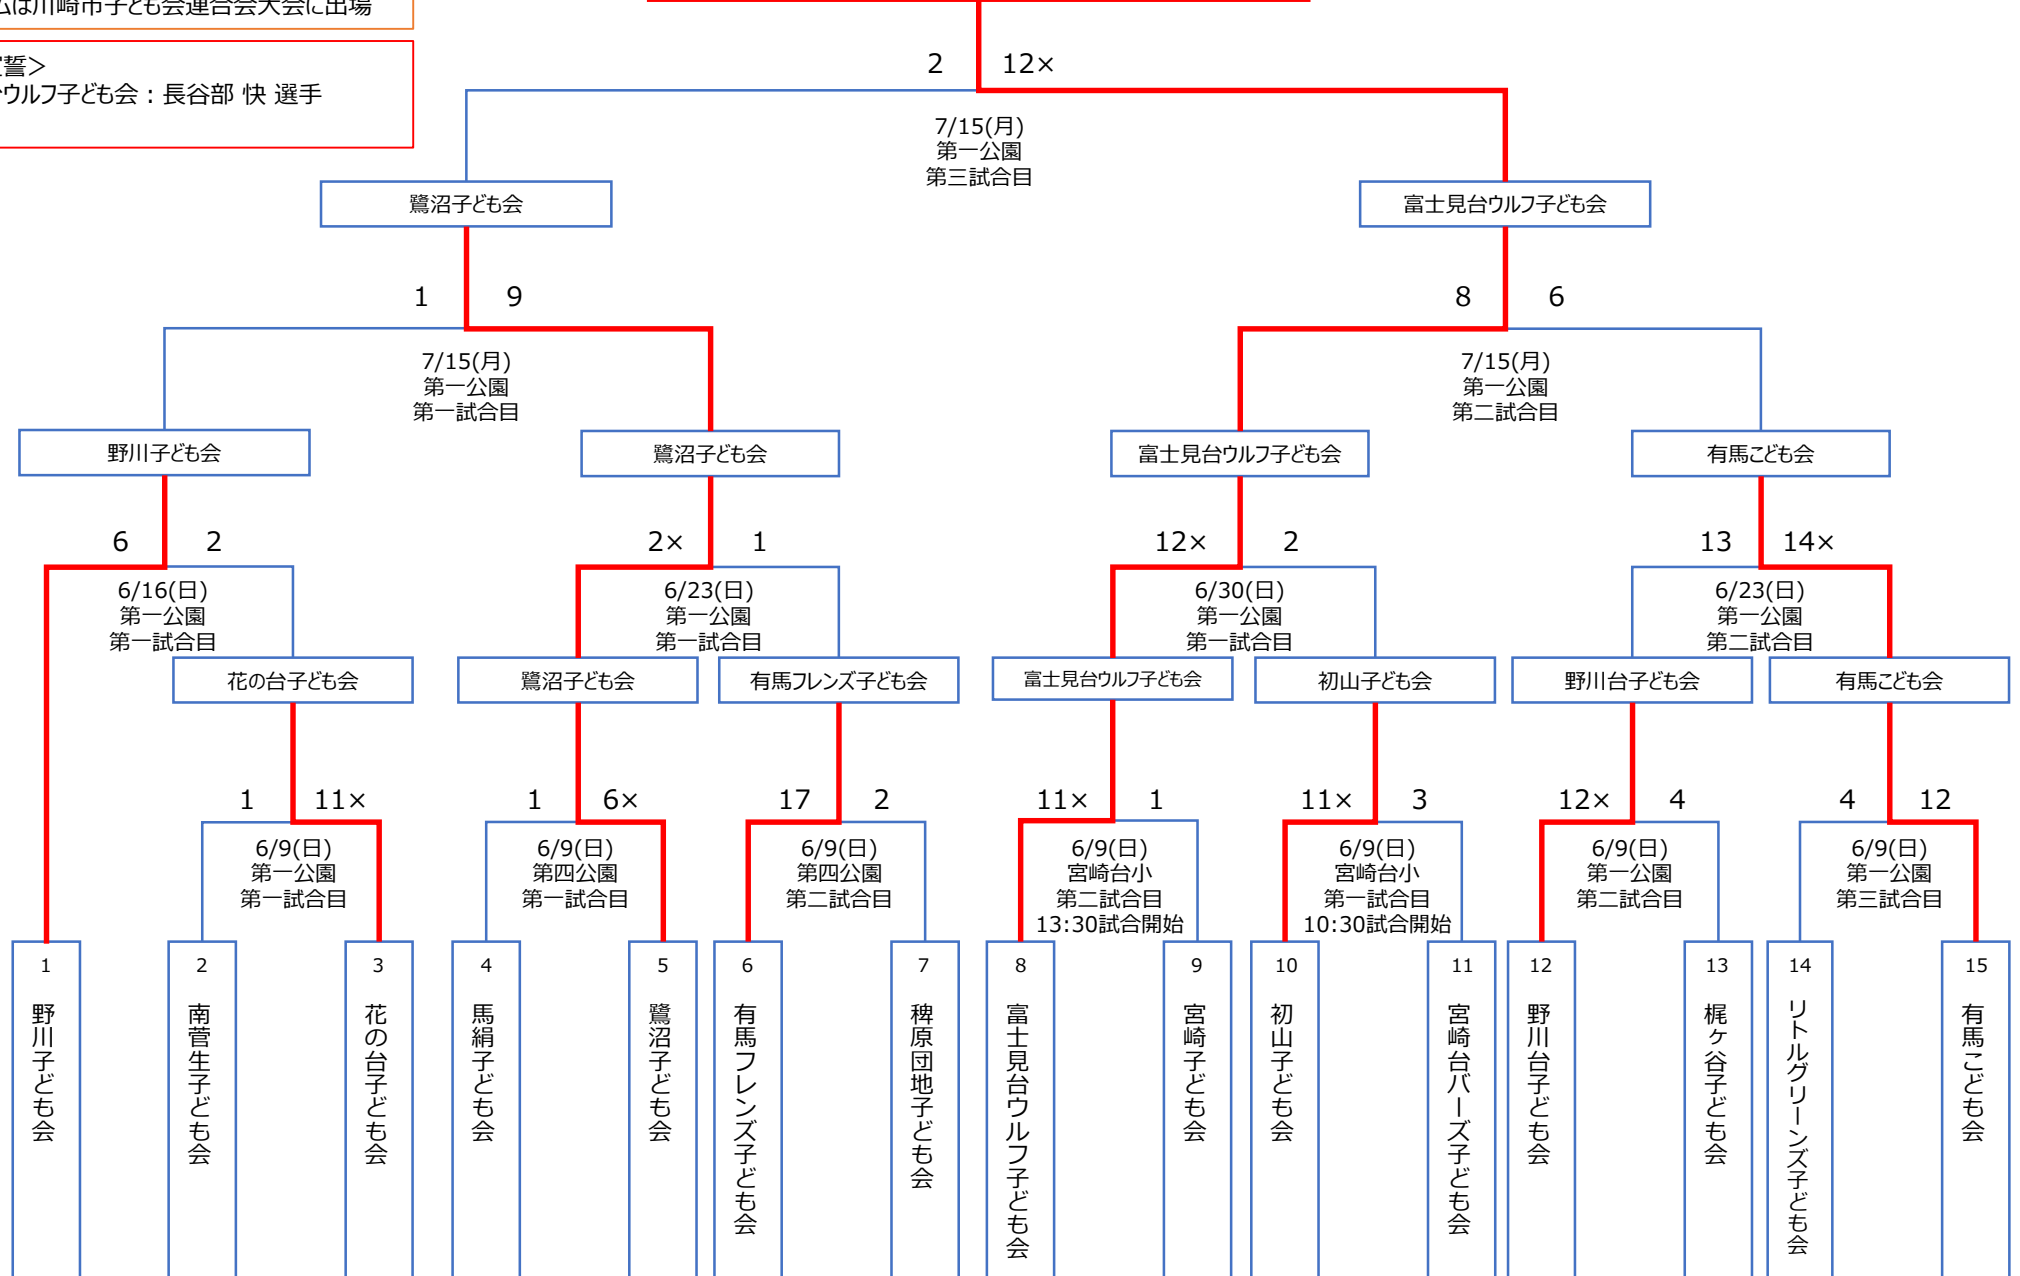 ムは川崎市子ども会連合会大会に出場
宣誓＞
台ウルフ子ども会：長谷部 快 選手
2
12×
7/15(月)
第一公園
第三試合目
鷺沼子ども会
富士見台ウルフ子ども会
1
9
8
6
7/15(月)
第一公園
第一試合目
7/15(月)
第一公園
第二試合目
野川子ども会
鷺沼子ども会
富士見台ウルフ子ども会
有馬こども会
6
2
2×
1
12×
2
13
14×
6/16(日)
第一公園
第一試合目
6/23(日)
第一公園
第一試合目
6/30(日)
第一公園
第一試合目
6/23(日)
第一公園
第二試合目
花の台子ども会
鷺沼子ども会
有馬フレンズ子ども会
富士見台ウルフ子ども会
初山子ども会
野川台子ども会
有馬こども会
1
11×
1
6×
17
2
11×
1
11×
3
12×
4
4
12
6/9(日)
第一公園
第一試合目
6/9(日)
第四公園
第一試合目
6/9(日)
第四公園
第二試合目
6/9(日)
宮崎台小
第二試合目
13:30試合開始
6/9(日)
宮崎台小
第一試合目
10:30試合開始
6/9(日)
第一公園
第二試合目
6/9(日)
第一公園
第三試合目
1
野川子ども会
2
南菅生子ども会
3
花の台子ども会
4
馬絹子ども会
5
鷺沼子ども会
6
有馬フレンズ子ども会
7
稗原団地子ども会
8
富士見台ウルフ子ども会
9
宮崎子ども会
10
初山子ども会
11
宮崎台バーズ子ども会
12
野川台子ども会
13
梶ヶ谷子ども会
14
リトルグリーンズ子ども会
15
有馬こども会